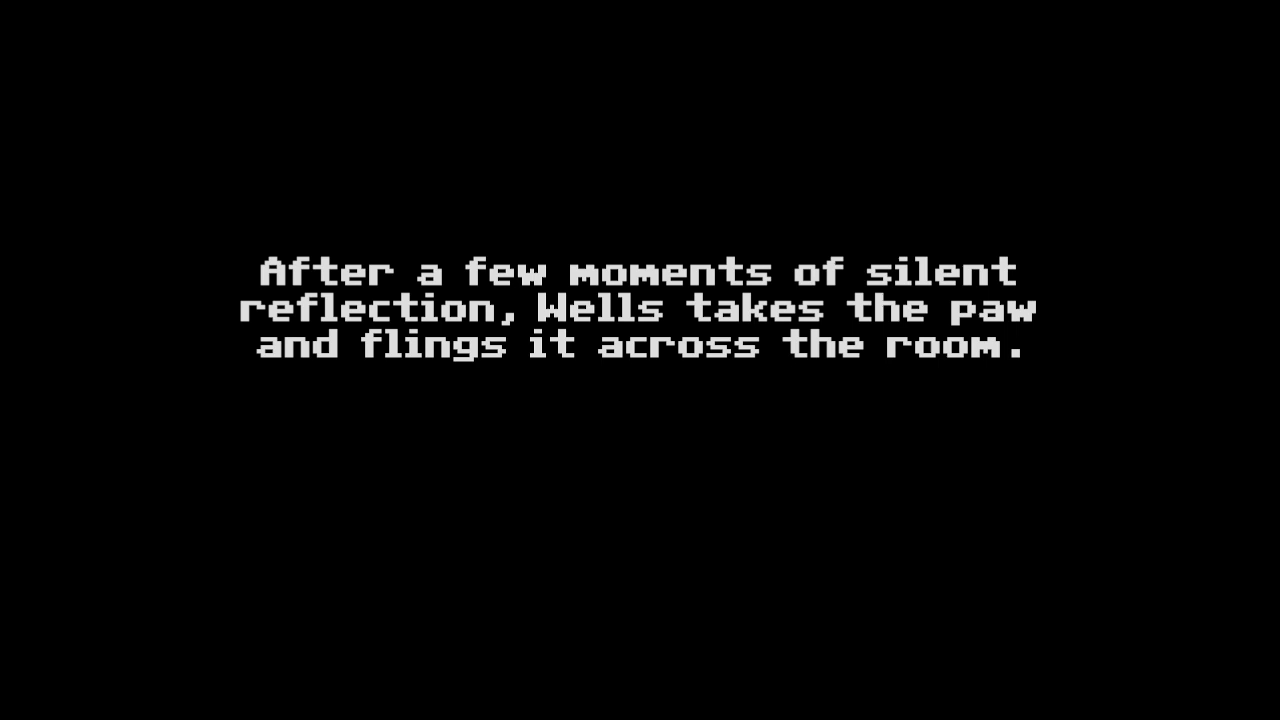 After a few moments of silent
reflection, Wells takes the paw
and flings it across the room.